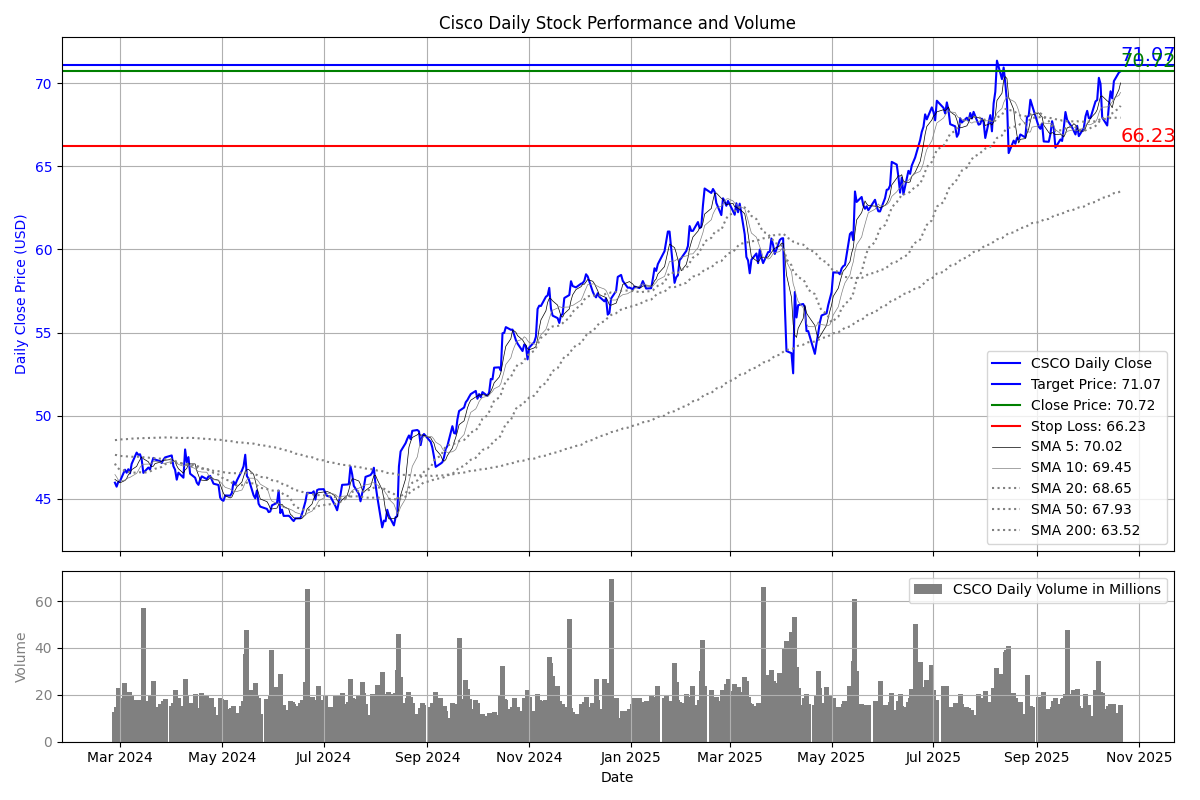 Cisco Daily Stock Performance and Volume
71.07
70.72
66.23
70
65
60
55
50
45
Daily Close Price (USD)
CSCO Daily Close
Target Price: 71.07
Close Price: 70.72
Stop Loss: 66.23
SMA 5: 70.02
SMA 10: 69.45
SMA 20: 68.65
SMA 50: 67.93
SMA 200: 63.52
CSCO Daily Volume in Millions
60
40
20
0
Volume
Mar 2024 May 2024 Jul 2024 Sep 2024 Nov 2024 Jan 2025 Mar 2025 May 2025 Jul 2025 Sep 2025 Nov 2025
Date